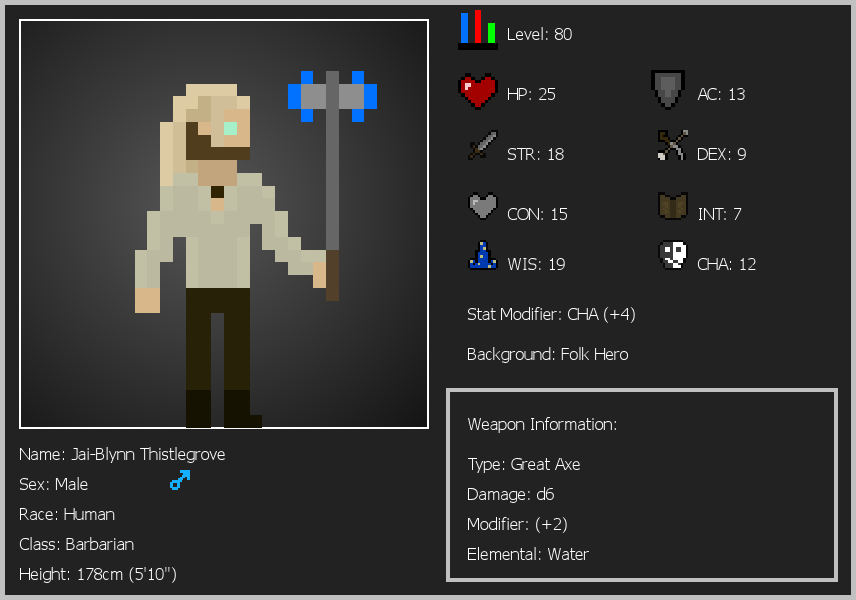 Level: 80
HP: 25
AC: 13
STR: 18
DEX: 9
CON: 15
INT: 7
WIS: 19
CHA: 12
Stat Modifier: CHA (+4)
Background: Folk Hero
Weapon Information:
Type: Great Axe
Damage: d6
Modifier: (+2)
Elemental: Water
Name: Jai-Blynn Thistlegrove
Sex: Male
Race: Human
Class: Barbarian
Height: 178cm (5'10")